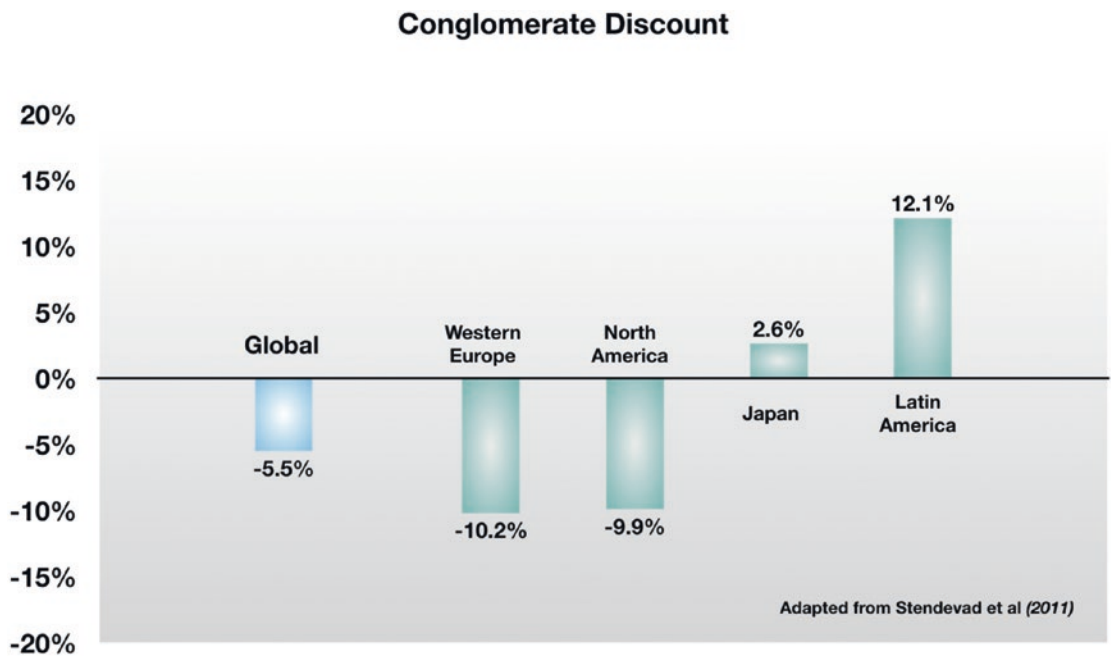 Conglomerate Discount
20%
15%
10%
5%
0%
-5%
-10%
-15%
-20%
Global
-5.5%
Western
Europe
-10.2%
North
America
-9.9%
2.6%
Japan
12.1%
Latin
America
Adapted from Stendevad et al (2011)